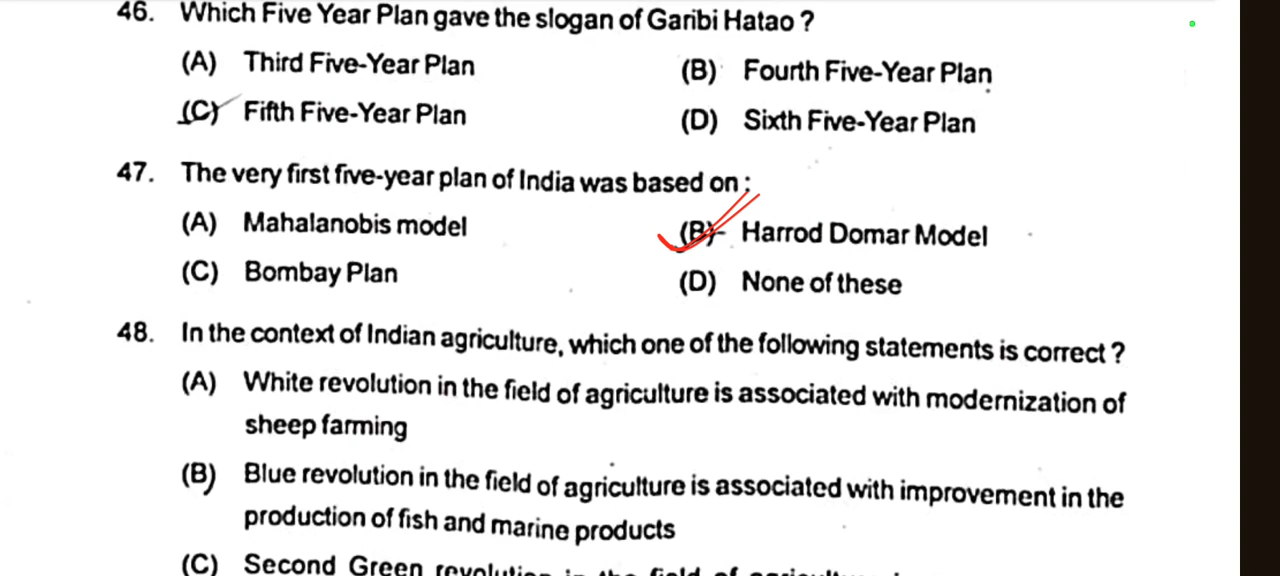 46. Which Five Year Plan gave the slogan of Garibi Hatao ?
(A) Third Five-Year Plan (B) Fourth Five-Year Plan
(C) Fifth Five-Year Plan (D) Sixth Five-Year Plan
47. The very first five-year plan of India was based on :
(A) Mahalanobis model (B) Harrod Domar Model
(C) Bombay Plan (D) None of these
48. In the context of Indian agriculture, which one of the following statements is correct ?
(A) White revolution in the field of agriculture is associated with modernization of
sheep farming
(B) Blue revolution in the field of agriculture is associated with improvement in the
production of fish and marine products
(C) Second Green revolution in the field of